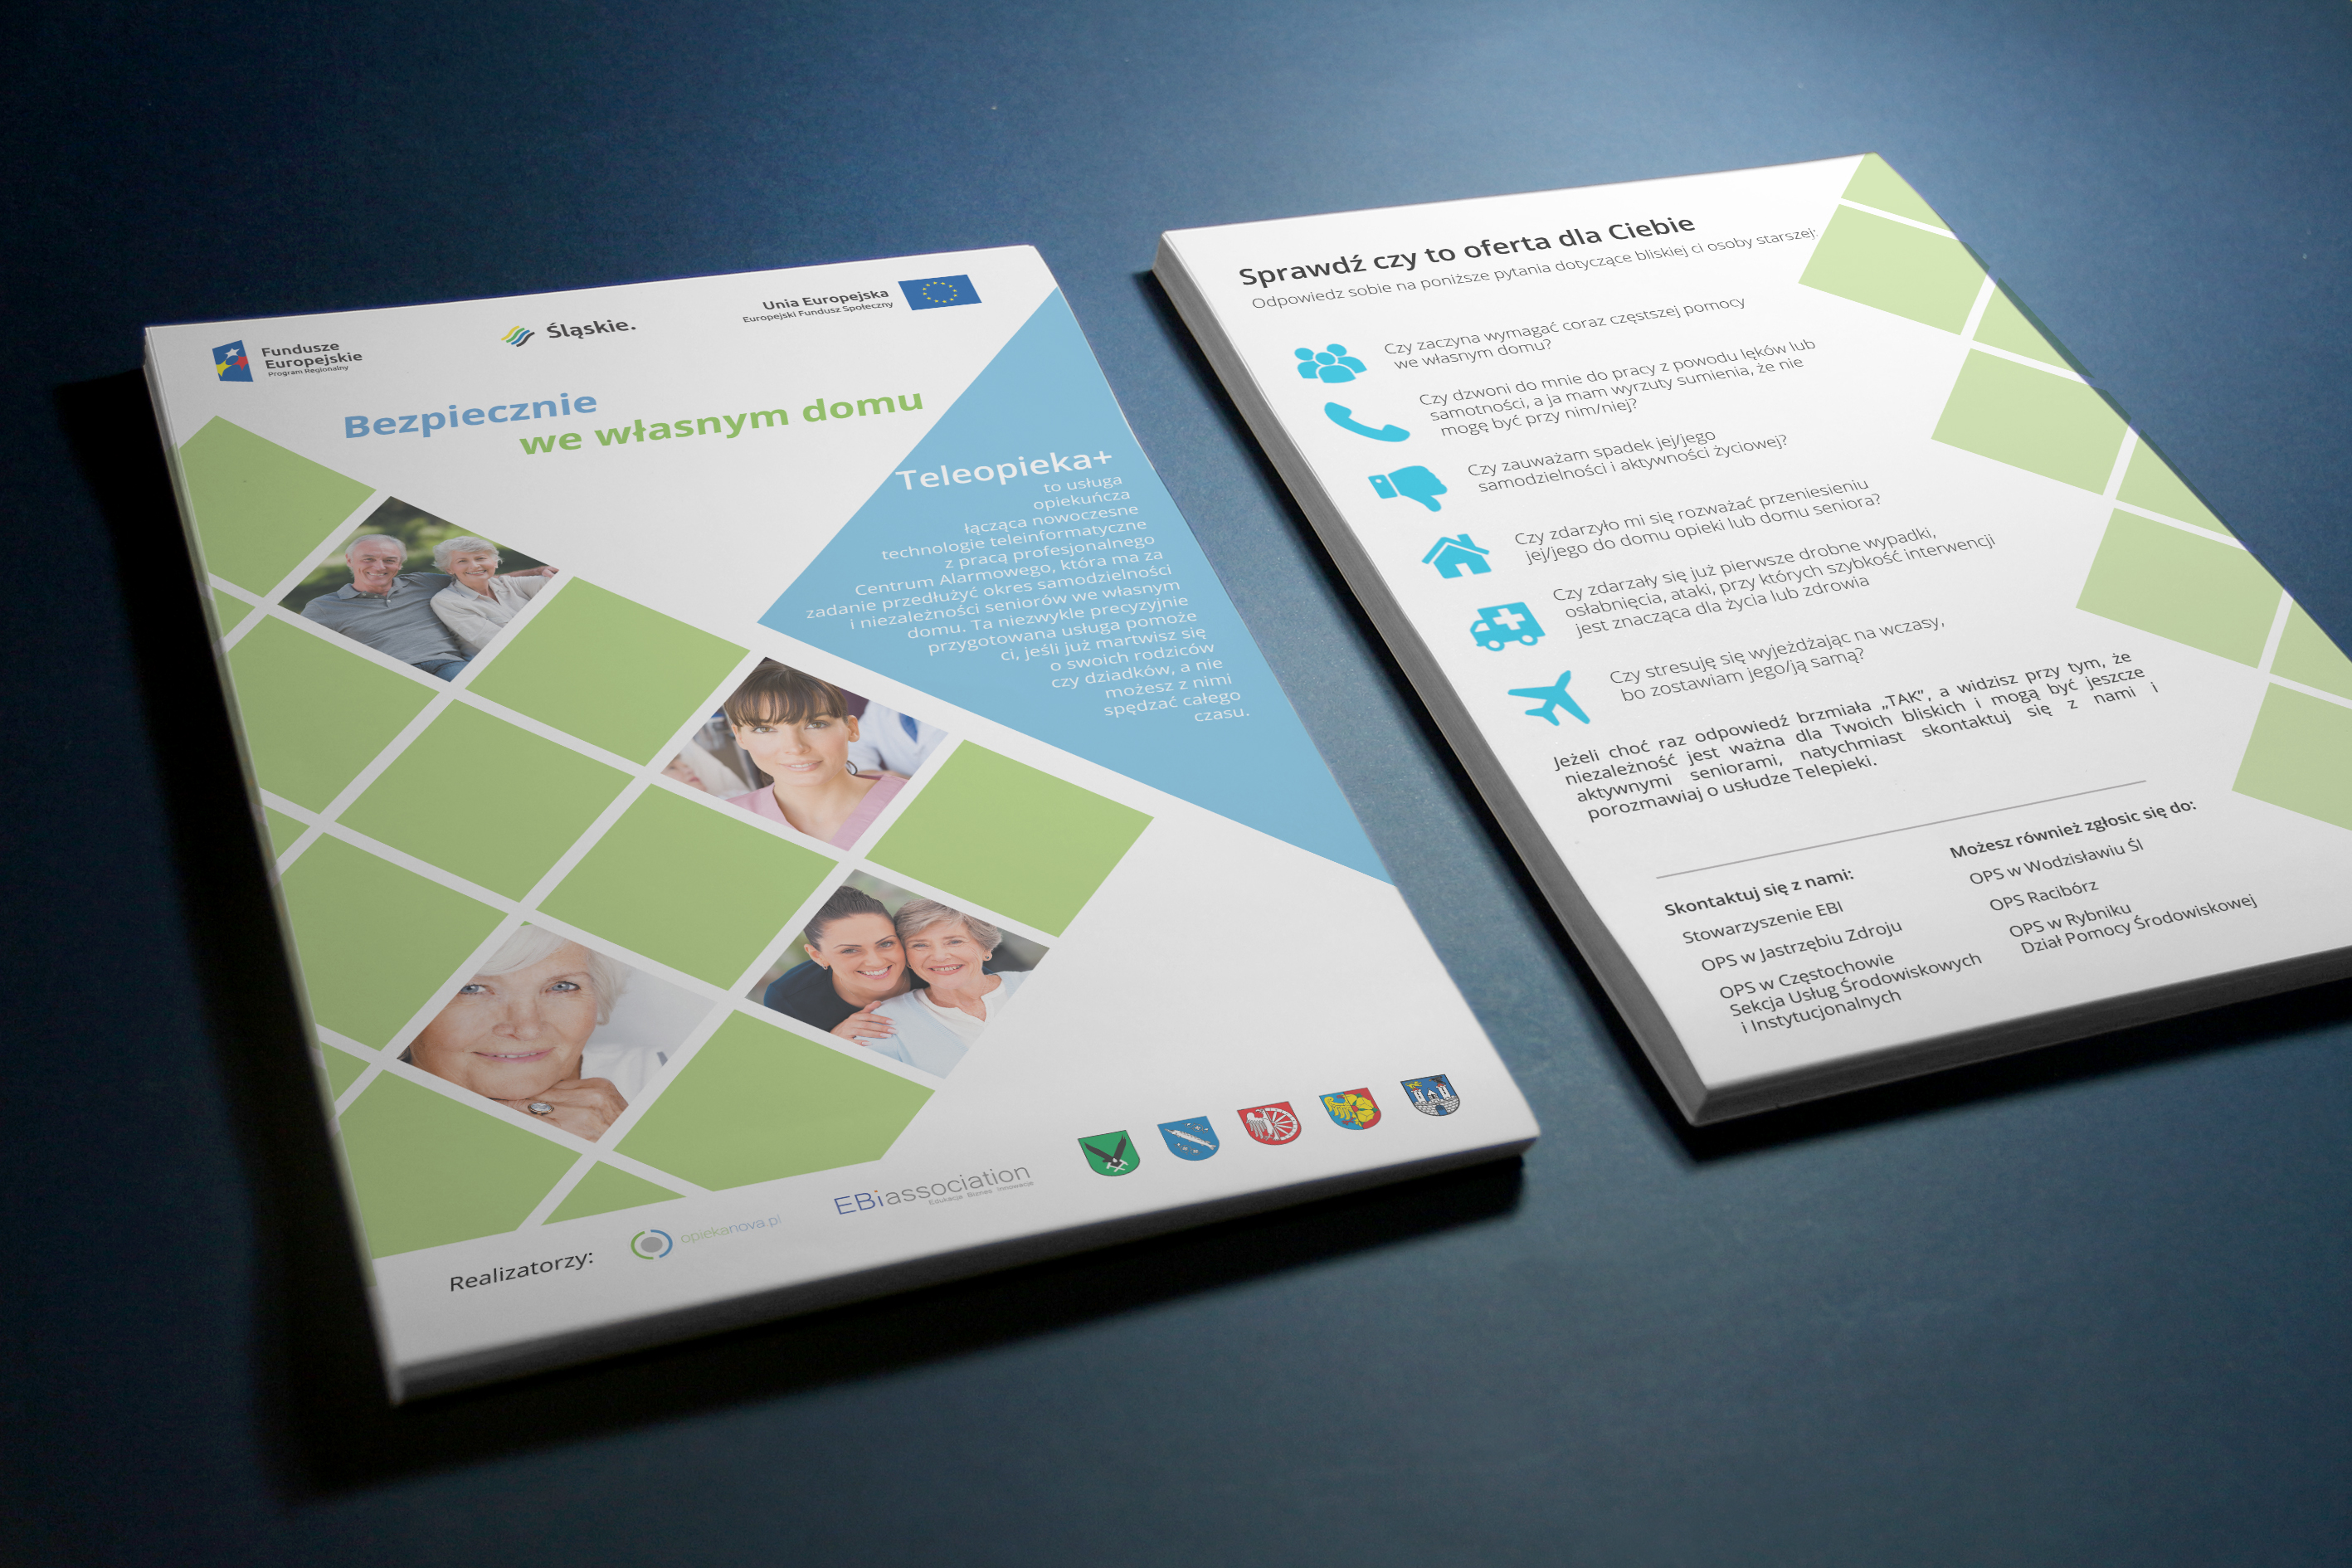 Fundusze
Europejskie
Program Regionalny
Śląskie.
Unia Europejska
Europejski Fundusz Społeczny
Bezpiecznie
we własnym domu
Teleopieka+
to usługa
opiekuńcza
łącząca nowoczesne
technologie teleinformatyczne
z pracą profesjonalnego
Centrum Alarmowego, która ma za
zadanie przedłużyć okres samodzielności
i niezależności seniorów we własnym
domu. Ta niezwykle precyzyjnie
przygotowana usługa pomoże
ci, jeśli już martwisz się
o swoich rodziców
czy dziadków, a nie
możesz z nimi
spędzać całego
czasu.
Realizatorzy:
opiekanova.pl
EBiassociation
Edukacja Biznes Innowacje
Sprawdź czy to oferta dla Ciebie
Odpowiedz sobie na poniższe pytania dotyczące bliskiej ci osoby starszej:
Czy zaczyna wymagać coraz częstszej pomocy
we własnym domu?
Czy dzwoni do mnie do pracy z powodu lęków lub
samotności, a ja mam wyrzuty sumienia, że nie
mogę być przy nim/niej?
Czy zauważam spadek jej/jego
samodzielności i aktywności życiowej?
Czy zdarzyło mi się rozważać przeniesieniu
jej/jego do domu opieki lub domu seniora?
Czy zdarzały się już pierwsze drobne wypadki,
osłabnięcia, ataki, przy których szybkość interwencji
jest znacząca dla życia lub zdrowia
Czy stresuję się wyjeżdżając na wczasy,
bo zostawiam jego/ją samą?
Jeżeli choć raz odpowiedź brzmiała „TAK”, a widzisz przy tym, że
niezależność jest ważna dla Twoich bliskich i mogą być jeszcze
aktywnymi seniorami, natychmiast skontaktuj się z nami i
porozmawiaj o usłudze Telepieki.
Skontaktuj się z nami:
Stowarzyszenie EBI
OPS w Jastrzębiu Zdroju
OPS w Częstochowie
Sekcja Usług Środowiskowych
i Instytucjonalnych
Możesz również zgłosic się do:
OPS w Wodzisławiu Śl
OPS Racibórz
OPS w Rybniku
Dział Pomocy Środowiskowej